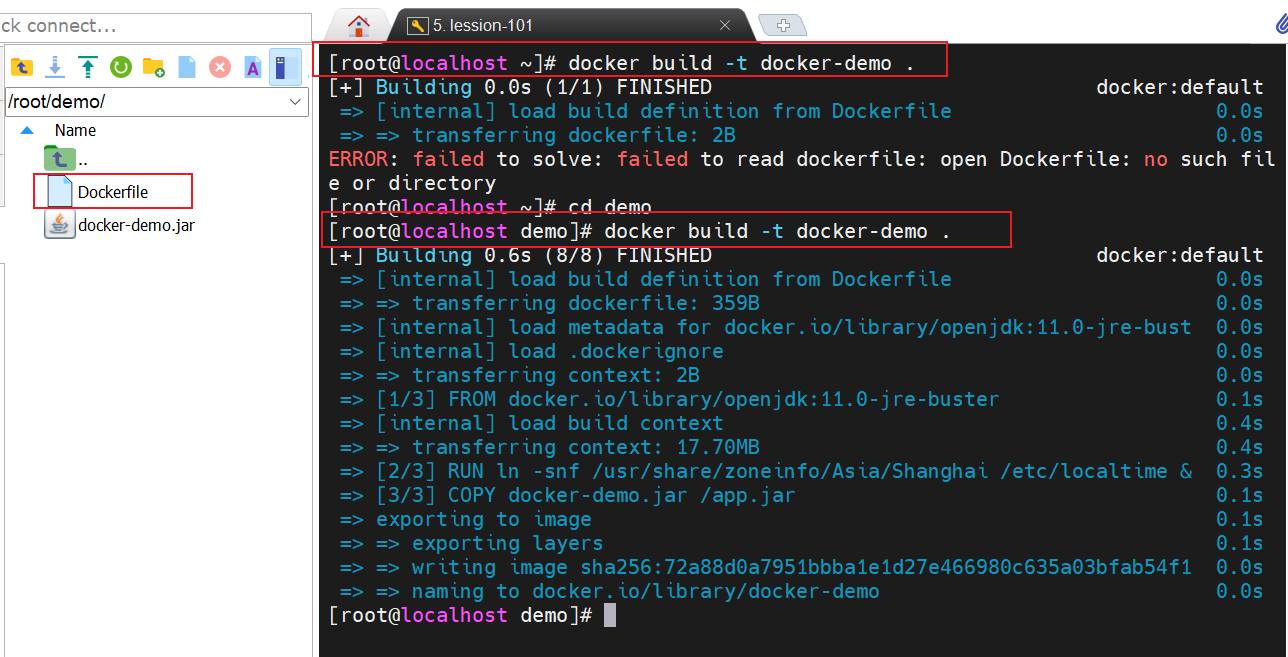 ck connect...
5. lession-101
/root/demo/
Name
..
Dockerfile
docker-demo.jar
[root@localhost ~]# docker build -t docker-demo .
[+] Building 0.0s (1/1) FINISHED docker:default
=> [internal] load build definition from Dockerfile 0.0s
=> => transferring dockerfile: 2B 0.0s
ERROR: failed to solve: failed to read dockerfile: open Dockerfile: no such fil
e or directory
[root@localhost ~]# cd demo
[root@localhost demo]# docker build -t docker-demo .
[+] Building 0.6s (8/8) FINISHED docker:default
=> [internal] load build definition from Dockerfile 0.0s
=> => transferring dockerfile: 359B 0.0s
=> [internal] load metadata for docker.io/library/openjdk:11.0-jre-bust 0.0s
=> [internal] load .dockerignore 0.0s
=> => transferring context: 2B 0.0s
=> [1/3] FROM docker.io/library/openjdk:11.0-jre-buster 0.1s
=> [internal] load build context 0.4s
=> => transferring context: 17.70MB 0.4s
=> [2/3] RUN ln -snf /usr/share/zoneinfo/Asia/Shanghai /etc/localtime & 0.3s
=> [3/3] COPY docker-demo.jar /app.jar 0.1s
=> exporting to image 0.1s
=> => exporting layers 0.1s
=> => writing image sha256:72a88d0a7951bbba1e1d27e466980c635a03bfab54f1 0.0s
=> => naming to docker.io/library/docker-demo 0.0s
[root@localhost demo]#